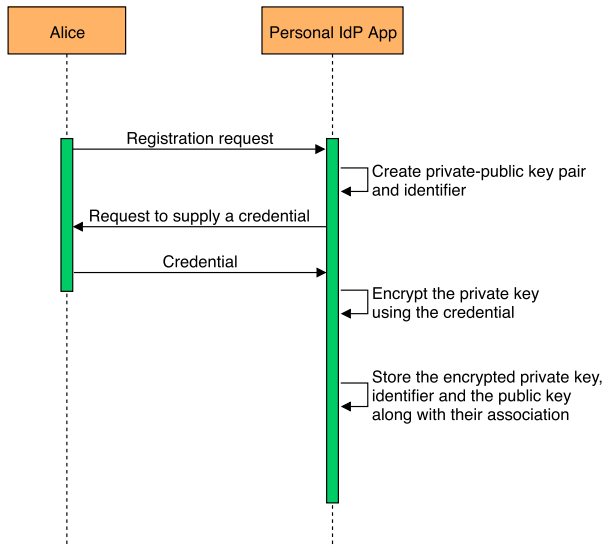 Alice
Personal IdP App
Registration request
Create private-public key pair
and identifier
Request to supply a credential
Credential
Encrypt the private key
using the credential
Store the encrypted private key,
identifier and the public key
along with their association